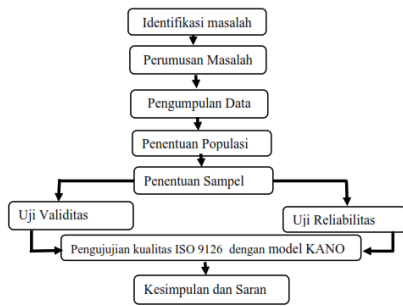 Identifikasi masalah
Perumusan Masalah
Pengumpulan Data
Penentuan Populasi
Penentuan Sampel
Uji Validitas
Uji Reliabilitas
Pengujujian kualitas ISO 9126 dengan model KANO
Kesimpulan dan Saran